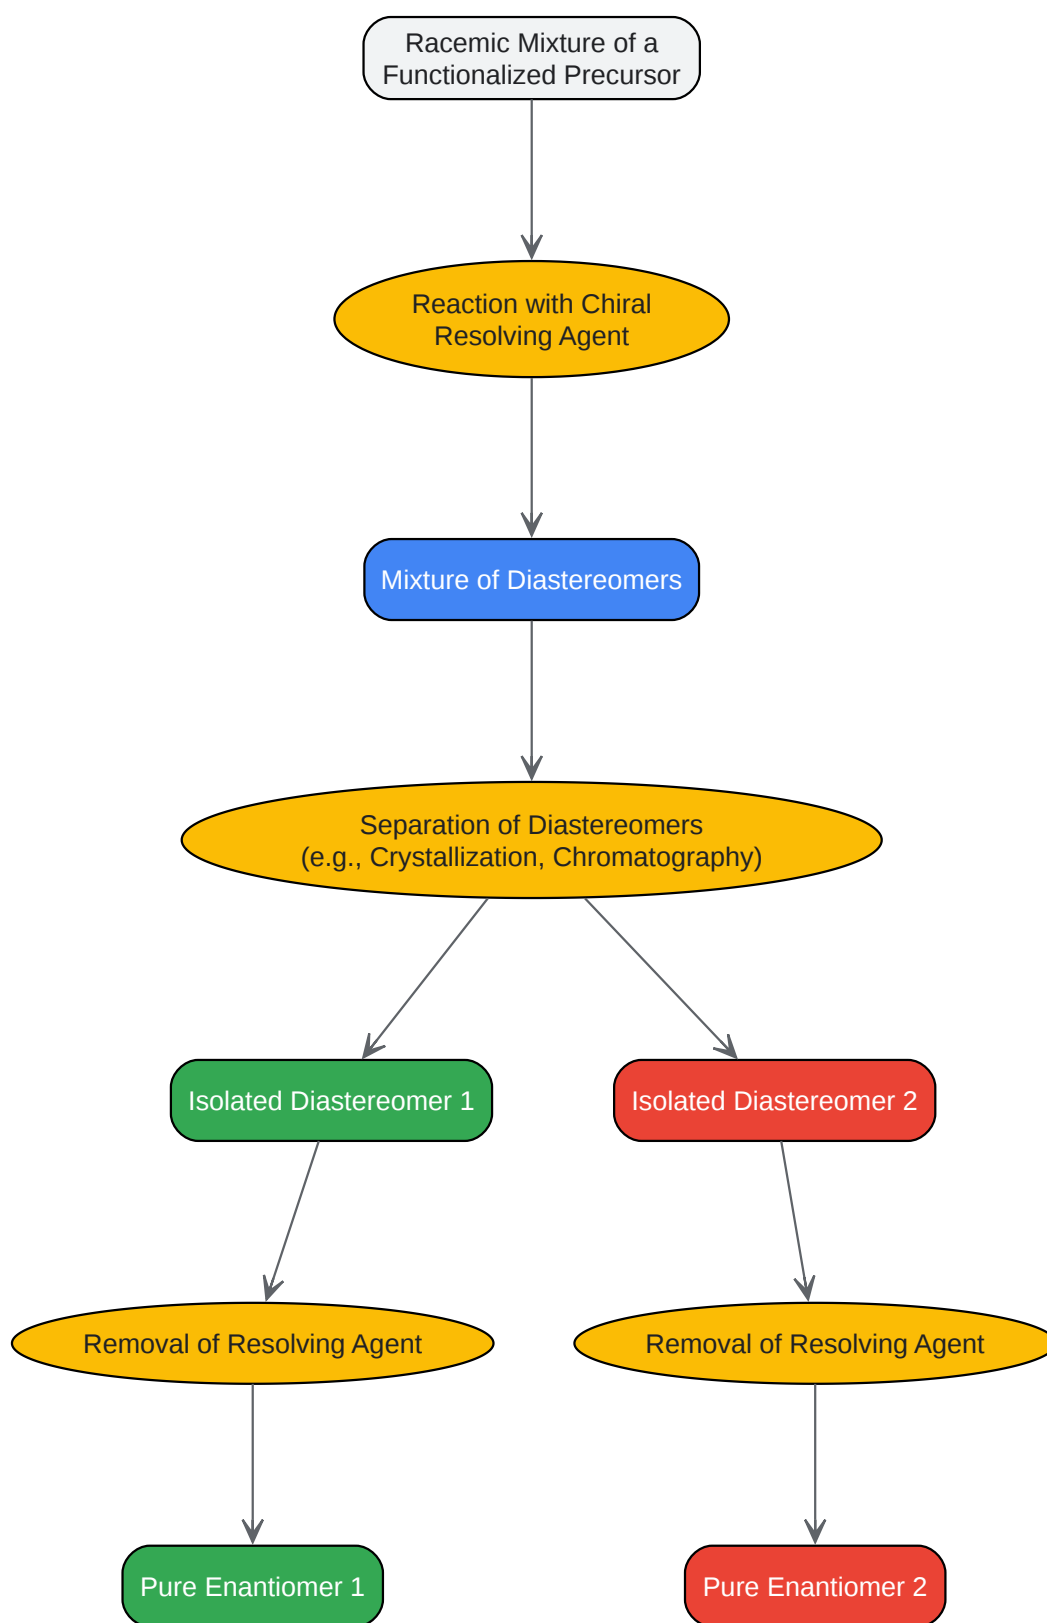 Racemic Mixture of a
Functionalized Precursor
Reaction with Chiral
Resolving Agent
Mixture of Diastereomers
Separation of Diastereomers
(e.g., Crystallization, Chromatography)
Isolated Diastereomer 1
Isolated Diastereomer 2
Removal of Resolving Agent
Removal of Resolving Agent
Pure Enantiomer 1
Pure Enantiomer 2